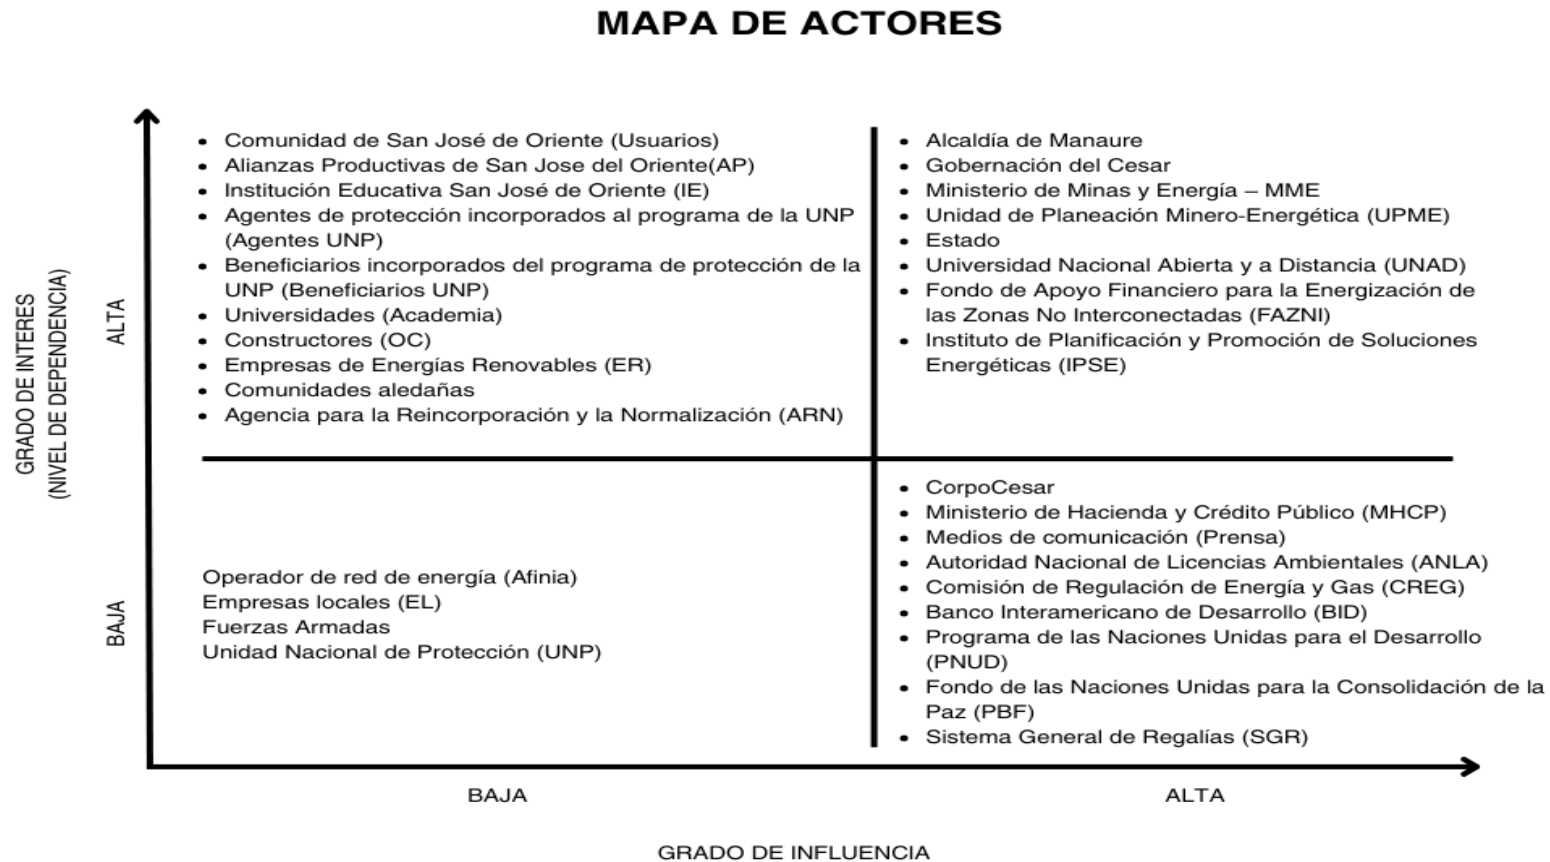 MAPA DE ACTORES
GRADO DE INTERES
(NIVEL DE DEPENDENCIA)
ALTA
• Comunidad de San José de Oriente (Usuarios)
• Alianzas Productivas de San Jose del Oriente(AP)
• Institución Educativa San José de Oriente (IE)
• Agentes de protección incorporados al programa de la UNP
(Agentes UNP)
• Beneficiarios incorporados del programa de protección de la
UNP (Beneficiarios UNP)
• Universidades (Academia)
• Constructores (OC)
• Empresas de Energías Renovables (ER)
• Comunidades aledañas
• Agencia para la Reincorporación y la Normalización (ARN)
• Alcaldía de Manaure
• Gobernación del Cesar
• Ministerio de Minas y Energía – MME
• Unidad de Planeación Minero-Energética (UPME)
• Estado
• Universidad Nacional Abierta y a Distancia (UNAD)
• Fondo de Apoyo Financiero para la Energización de
las Zonas No Interconectadas (FAZNI)
• Instituto de Planificación y Promoción de Soluciones
Energéticas (IPSE)
BAJA
Operador de red de energía (Afinia)
Empresas locales (EL)
Fuerzas Armadas
Unidad Nacional de Protección (UNP)
• CorpoCesar
• Ministerio de Hacienda y Crédito Público (MHCP)
• Medios de comunicación (Prensa)
• Autoridad Nacional de Licencias Ambientales (ANLA)
• Comisión de Regulación de Energía y Gas (CREG)
• Banco Interamericano de Desarrollo (BID)
• Programa de las Naciones Unidas para el Desarrollo
(PNUD)
• Fondo de las Naciones Unidas para la Consolidación de la
Paz (PBF)
• Sistema General de Regalías (SGR)
BAJA
ALTA
GRADO DE INFLUENCIA